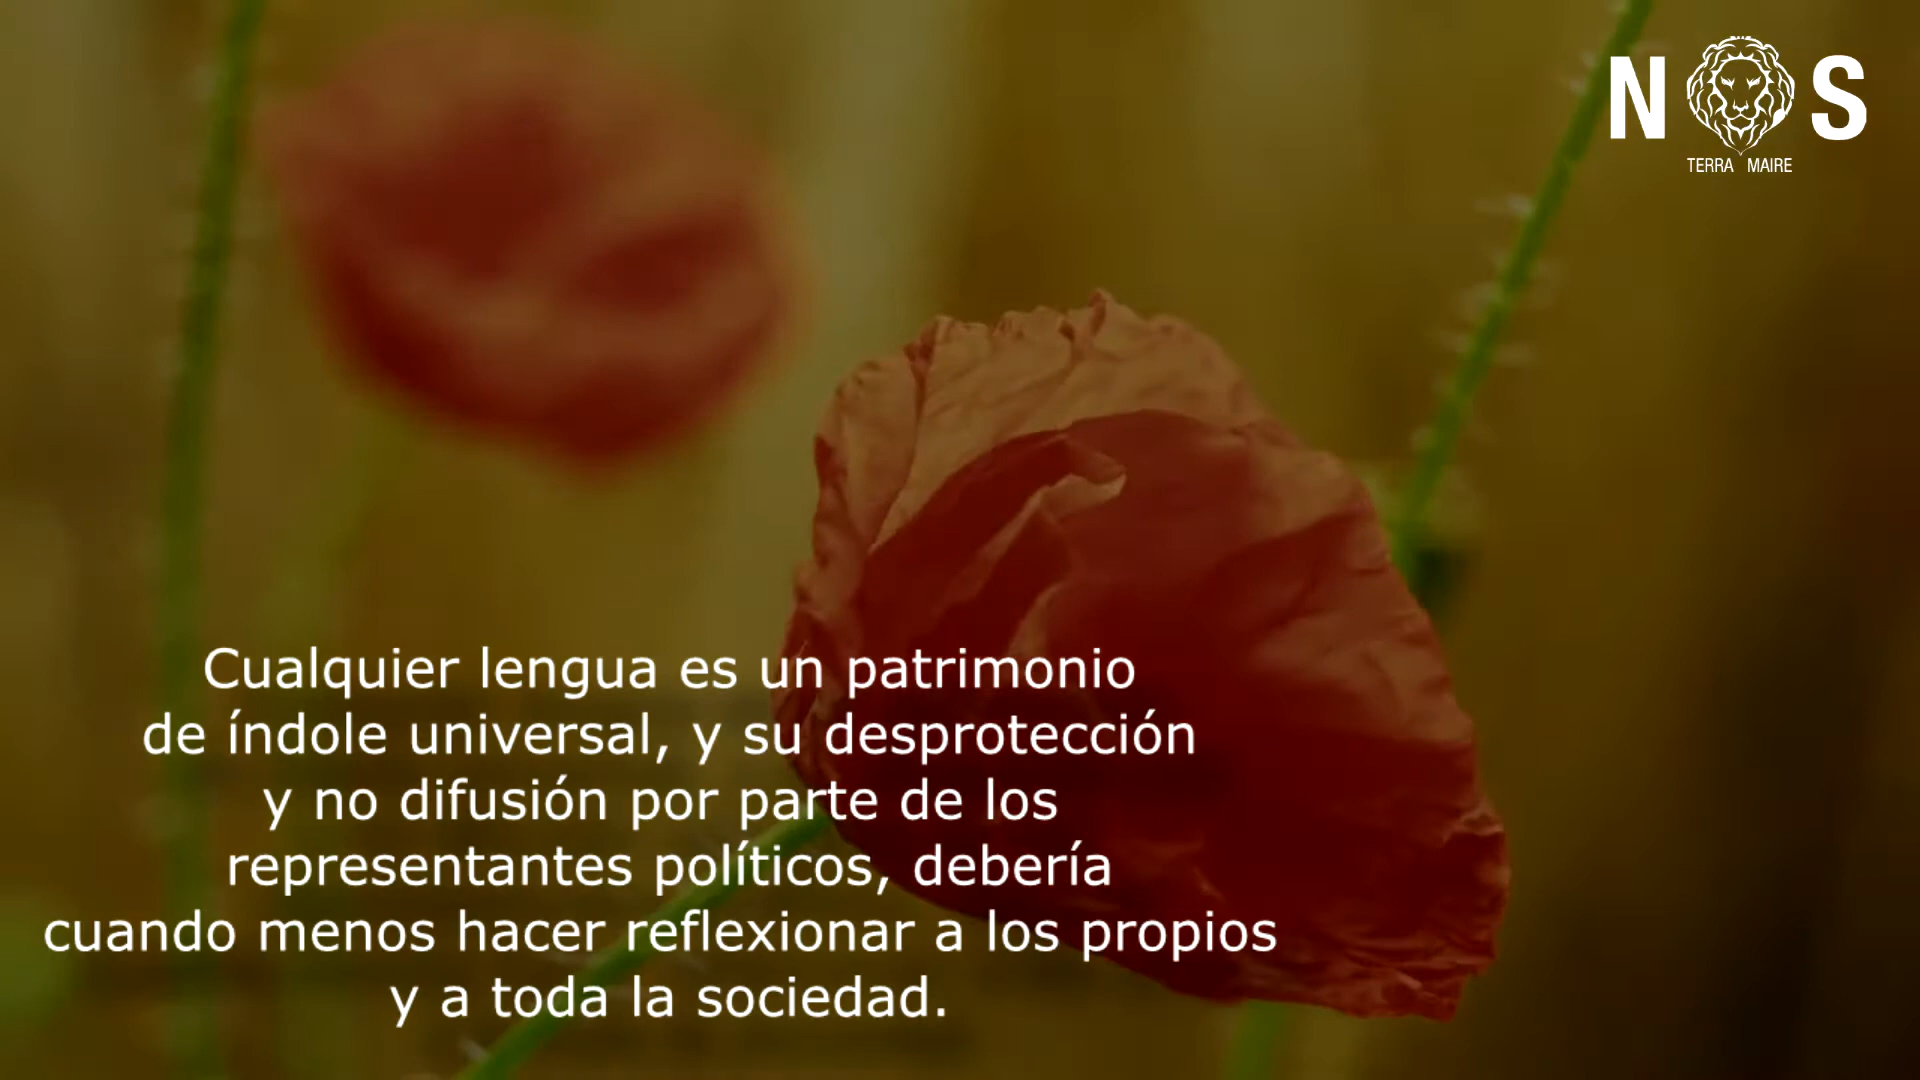 NOS
TERRA MAIRE
Cualquier lengua es un patrimonio
de índole universal, y su desprotección
y no difusión por parte de los
representantes políticos, debería
cuando menos hacer reflexionar a los propios
y a toda la sociedad.